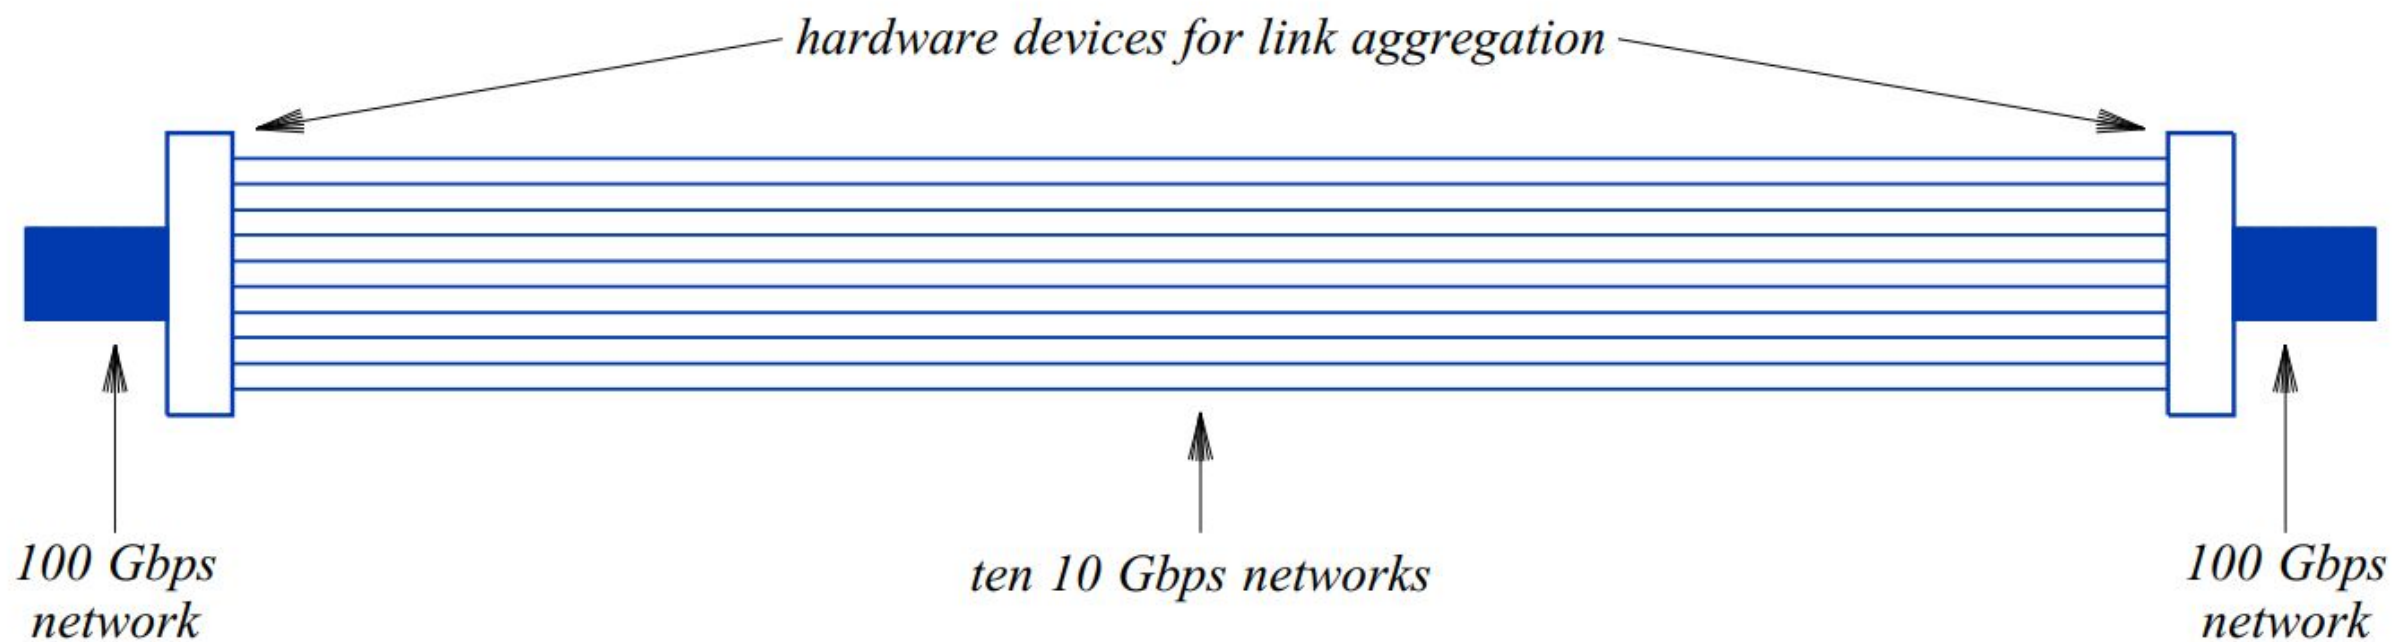 hardware devices for link aggregation
100 Gbps
network
ten 10 Gbps networks
100 Gbps
network